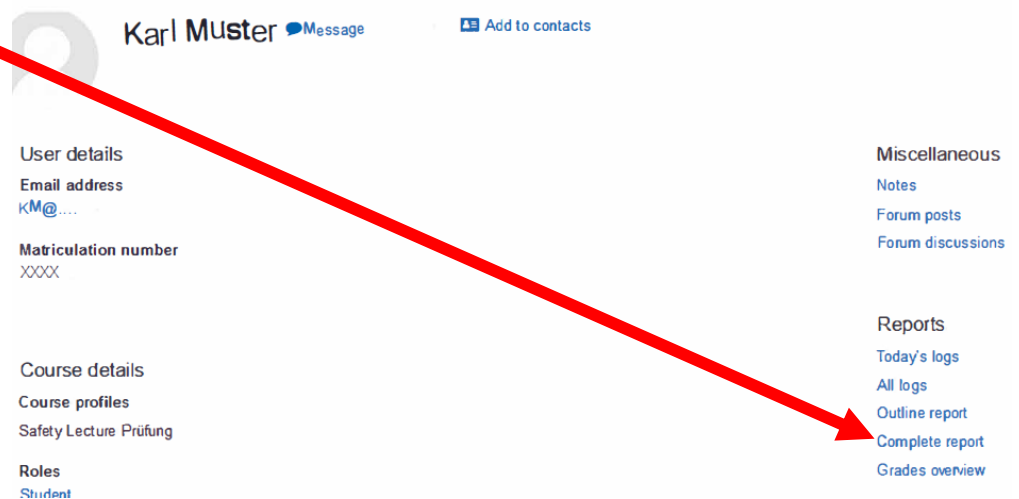 Karl Muster Message Add to contacts
User details
Email address
KM@....
Matriculation number
XXXX
Course details
Course profiles
Safety Lecture Prüfung
Roles
Student
Miscellaneous
Notes
Forum posts
Forum discussions
Reports
Today's logs
All logs
Outline report
Complete report
Grades overview